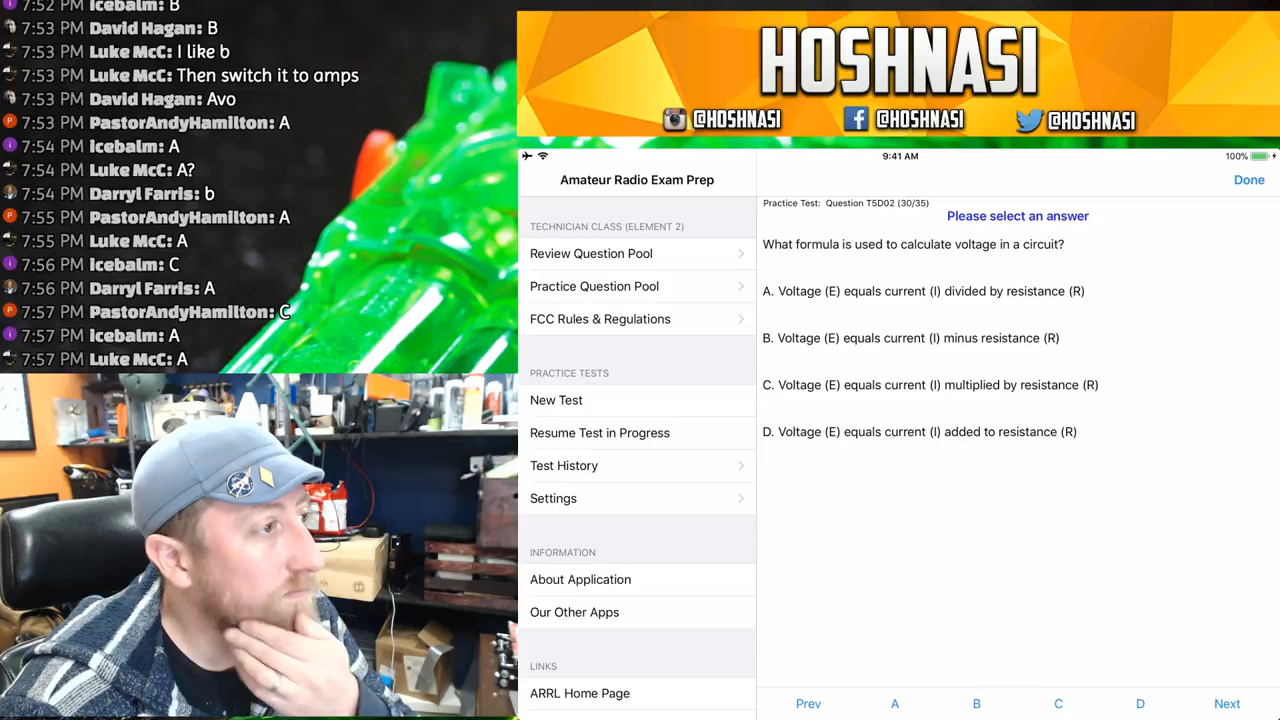 7:52 PM icebalm: B
7:53 PM David Hagan: B
7:53 PM Luke McC: I like b
7:53 PM Luke McC: Then switch it to amps
7:53 PM David Hagan: Avo
7:53 PM PastorAndyHamilton: A
7:54 PM icebalm: A
7:54 PM Luke McC: A?
7:54 PM Darryl Farris: b
7:55 PM PastorAndyHamilton: A
7:55 PM Luke McC: A
7:56 PM icebalm: C
7:56 PM Darryl Farris: A
7:57 PM PastorAndyHamilton: C
7:57 PM icebalm: A
7:57 PM Luke McC: A
HOSHNASI
@HOSHNASI @HOSHNASI @HOSHNASI
9:41 AM 100%
Amateur Radio Exam Prep
TECHNICIAN CLASS (ELEMENT 2)
Review Question Pool
Practice Question Pool
FCC Rules & Regulations
PRACTICE TESTS
New Test
Resume Test in Progress
Test History
Settings
INFORMATION
About Application
Our Other Apps
LINKS
ARRL Home Page
Done
Practice Test: Question T5D02 (30/35)
Please select an answer
What formula is used to calculate voltage in a circuit?
A. Voltage (E) equals current (I) divided by resistance (R)
B. Voltage (E) equals current (I) minus resistance (R)
C. Voltage (E) equals current (I) multiplied by resistance (R)
D. Voltage (E) equals current (I) added to resistance (R)
Prev A B C D Next